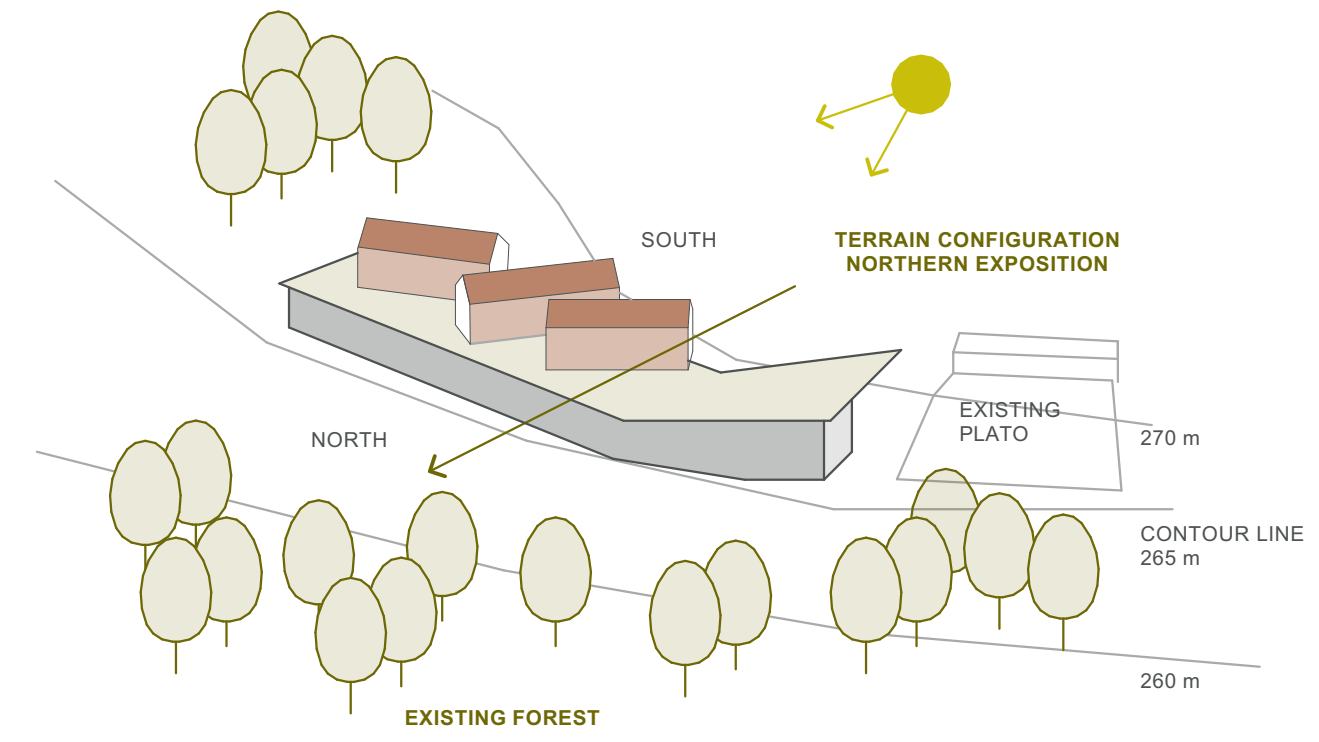 SOUTH
TERRAIN CONFIGURATION
NORTHERN EXPOSITION
EXISTING
PLATO
NORTH
270 m
CONTOUR LINE
265 m
260 m
EXISTING FOREST